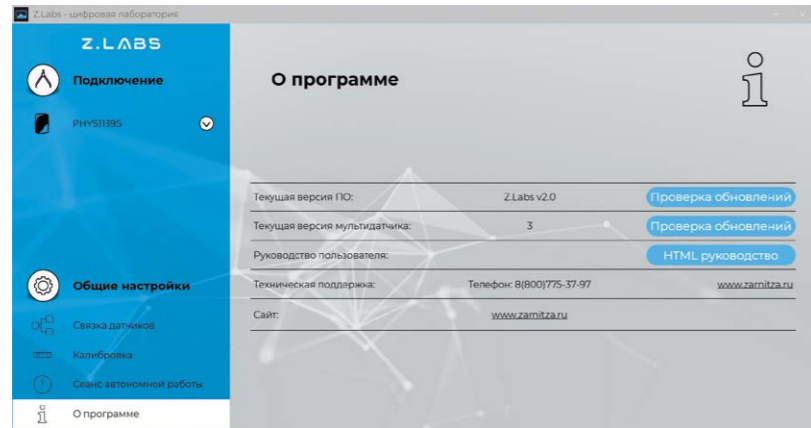 Z.Labs - цифровая лаборатория
Z.LABS
Подключение
PHYS11395
Общие настройки
Связка датчиков
Калибровка
Сеанс автономной работы
О программе
О программе
Текущая версия ПО: Z.Labs v2.0 Проверка обновлений
Текущая версия мультидатчика: 3 Проверка обновлений
Руководство пользователя: HTML руководство
Техническая поддержка: Телефон: 8(800)775-37-97 www.zarnitza.ru
Сайт: www.zarnitza.ru